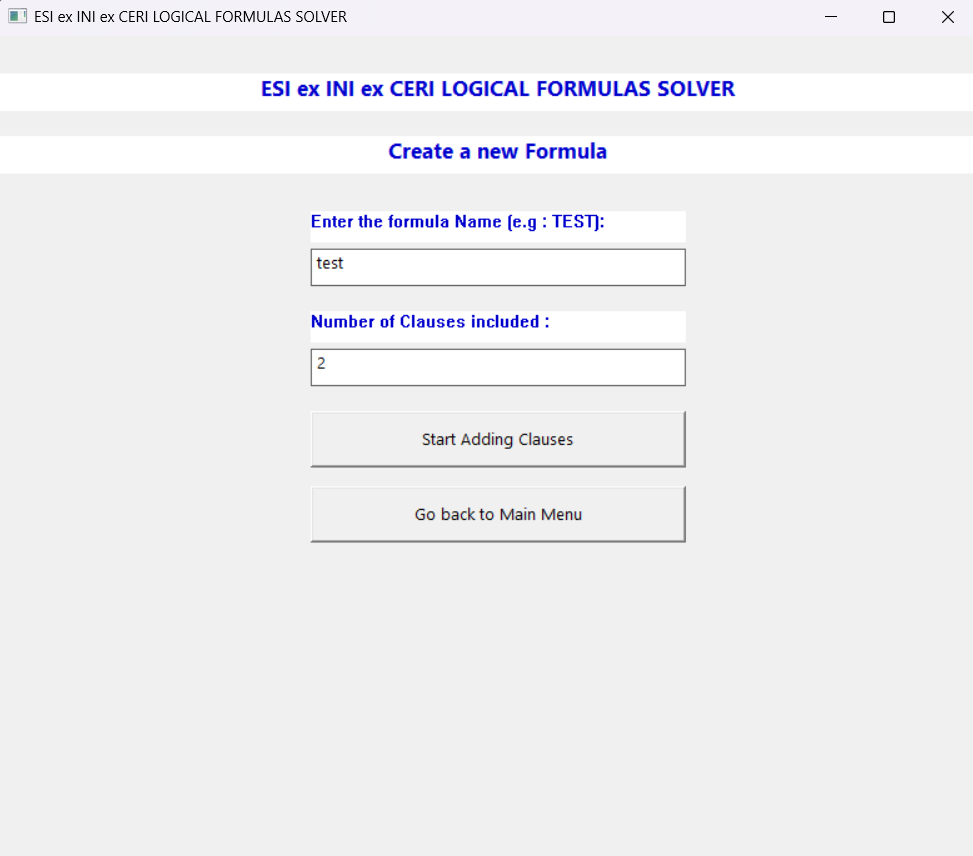 ESI ex INI ex CERI LOGICAL FORMULAS SOLVER
ESI ex INI ex CERI LOGICAL FORMULAS SOLVER
Create a new Formula
Enter the formula Name (e.g : TEST):
test
Number of Clauses included :
2
Start Adding Clauses
Go back to Main Menu